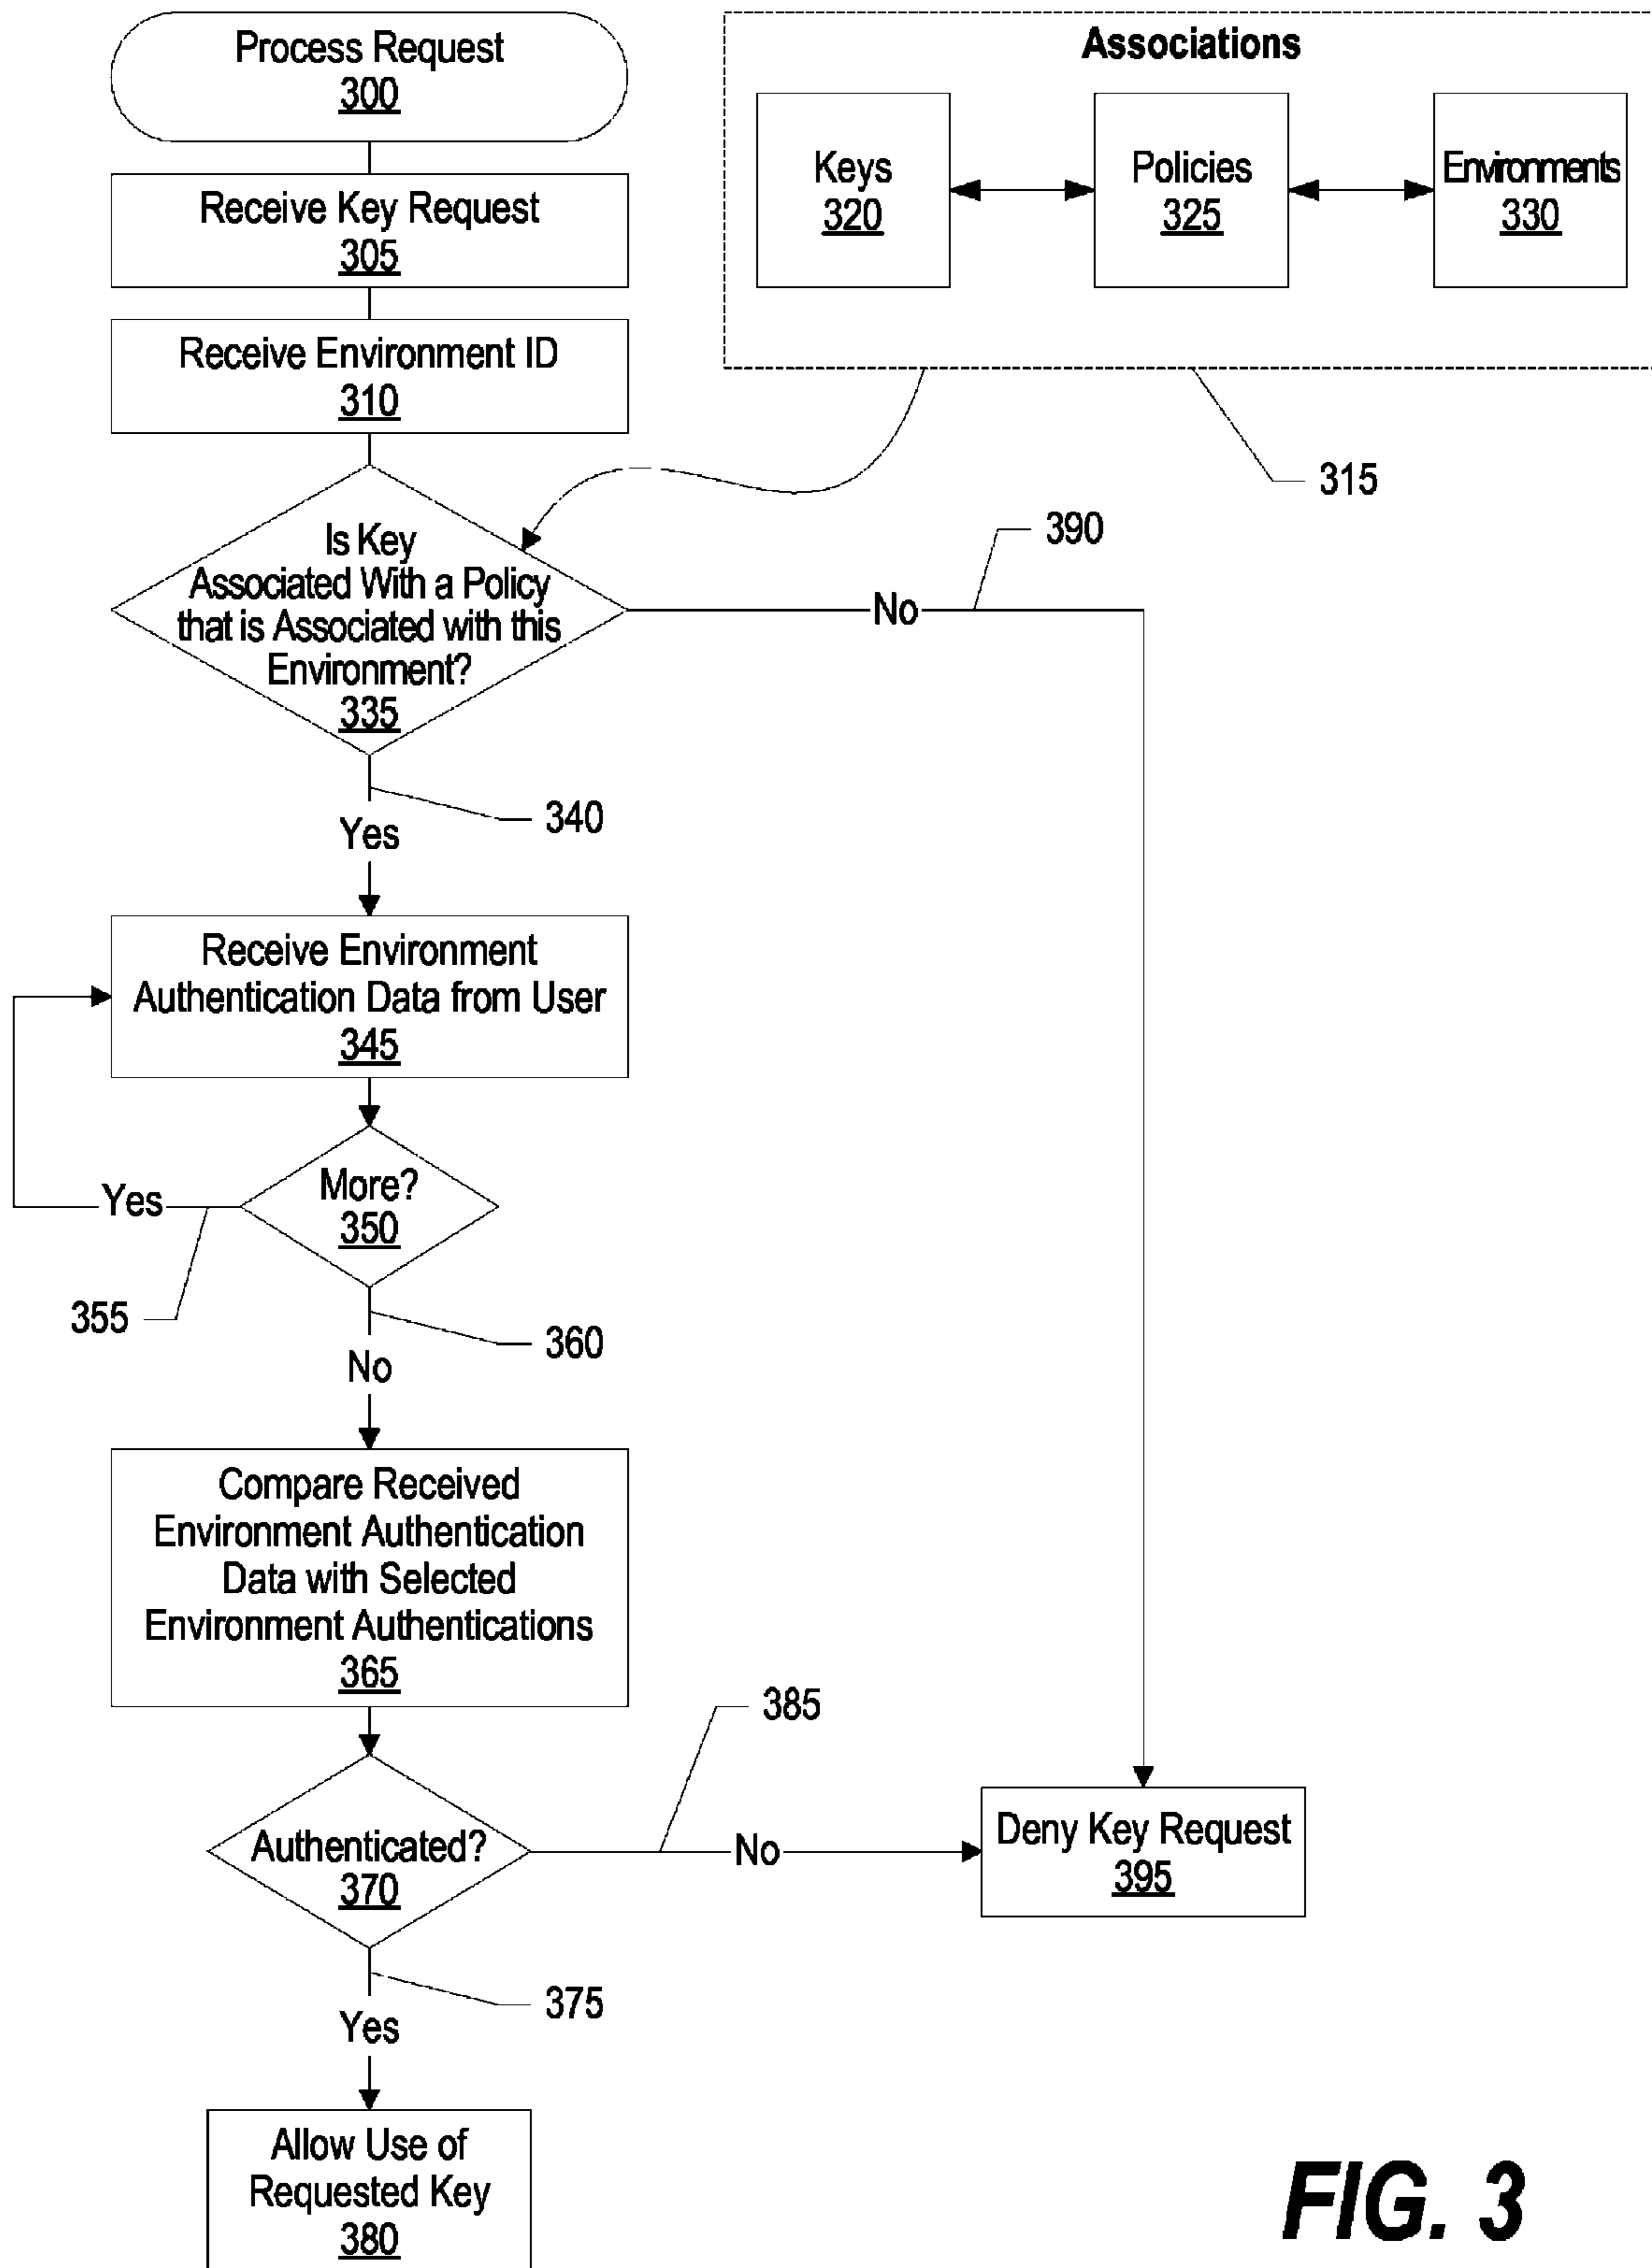 Process Request
300
Receive Key Request
305
Receive Environment ID
310
Associations
Keys
320
Policies
325
Environments
330
315
Is Key
Associated With a Policy
that is Associated with this
Environment?
335
No
390
340
Yes
Receive Environment
Authentication Data from User
345
More?
350
Yes
355
360
No
Compare Received
Environment Authentication
Data with Selected
Environment Authentications
365
Authenticated?
370
385
No
Deny Key Request
395
375
Yes
Allow Use of
Requested Key
380
FIG. 3